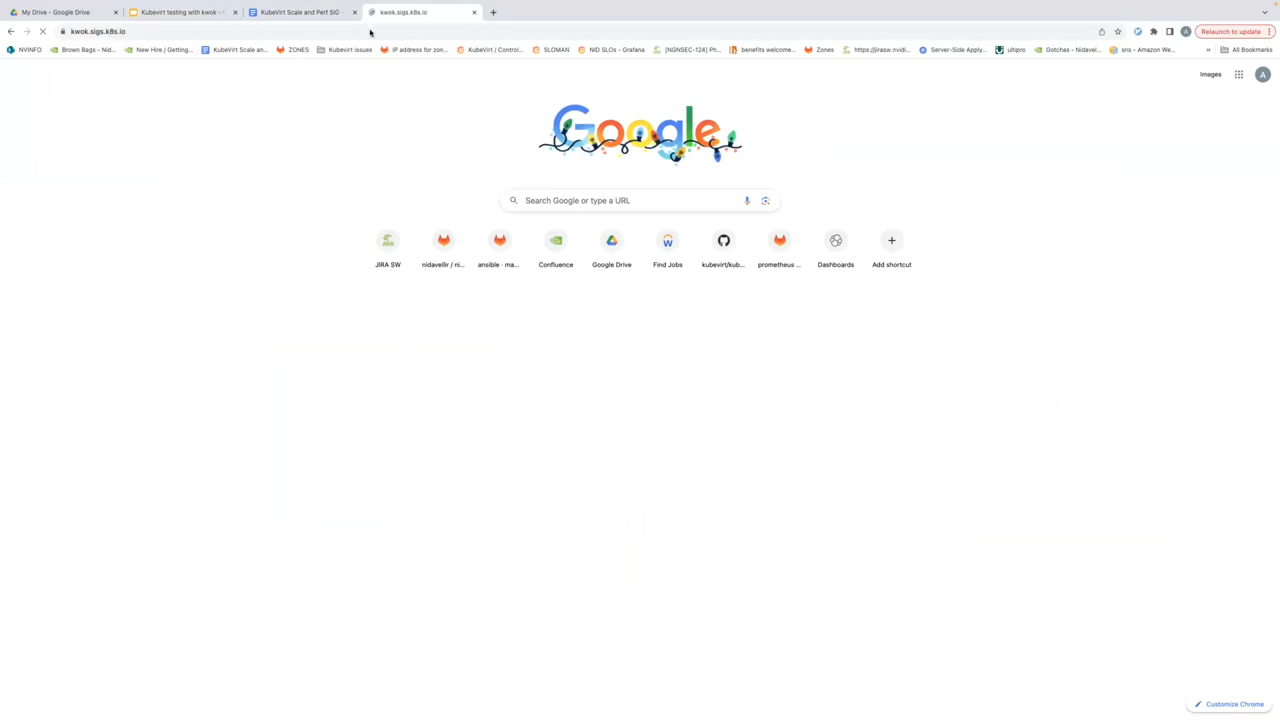 My Drive - Google Drive
Kubevirt testing with kwok - G
KubeVirt Scale and Perf SIG -
kwok.sigs.k8s.io
kwok.sigs.k8s.io
Relaunch to update
NVINFO
Brown Bags - Nid...
New Hire / Getting...
KubeVirt Scale an...
ZONES
Kubevirt issues
IP address for zon...
KubeVirt / Control...
SLOMAN
NID SLOs - Grafana
[NGNSEC-124] Ph...
benefits welcome...
Zones
https://jirasw.nvidi...
Server-Side Apply...
ultipro
Gotchas - Nidavel...
sns - Amazon We...
»
All Bookmarks
Images
A
Google
Search Google or type a URL
JIRA SW
nidavellir / ni...
ansible · ma...
Confluence
Google Drive
Find Jobs
kubevirt/kub...
prometheus ...
Dashboards
Add shortcut
Customize Chrome